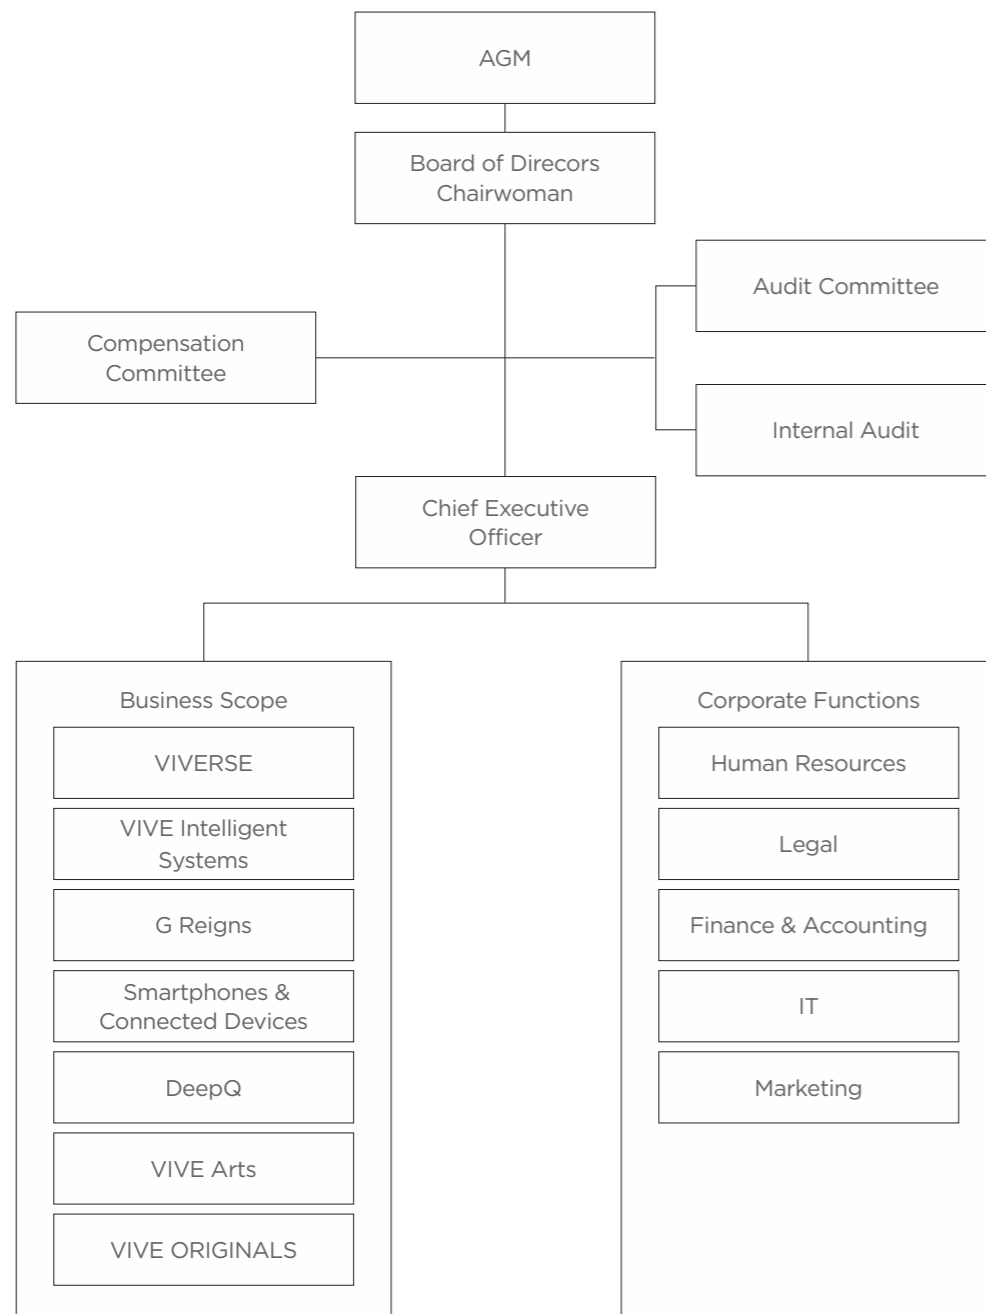 AGM
Board of Direcors
Chairwoman
Audit Committee
Compensation
Committee
Internal Audit
Chief Executive
Officer
Business Scope
VIVERSE
VIVE Intelligent
Systems
G Reigns
Smartphones &
Connected Devices
DeepQ
VIVE Arts
VIVE ORIGINALS
Corporate Functions
Human Resources
Legal
Finance & Accounting
IT
Marketing